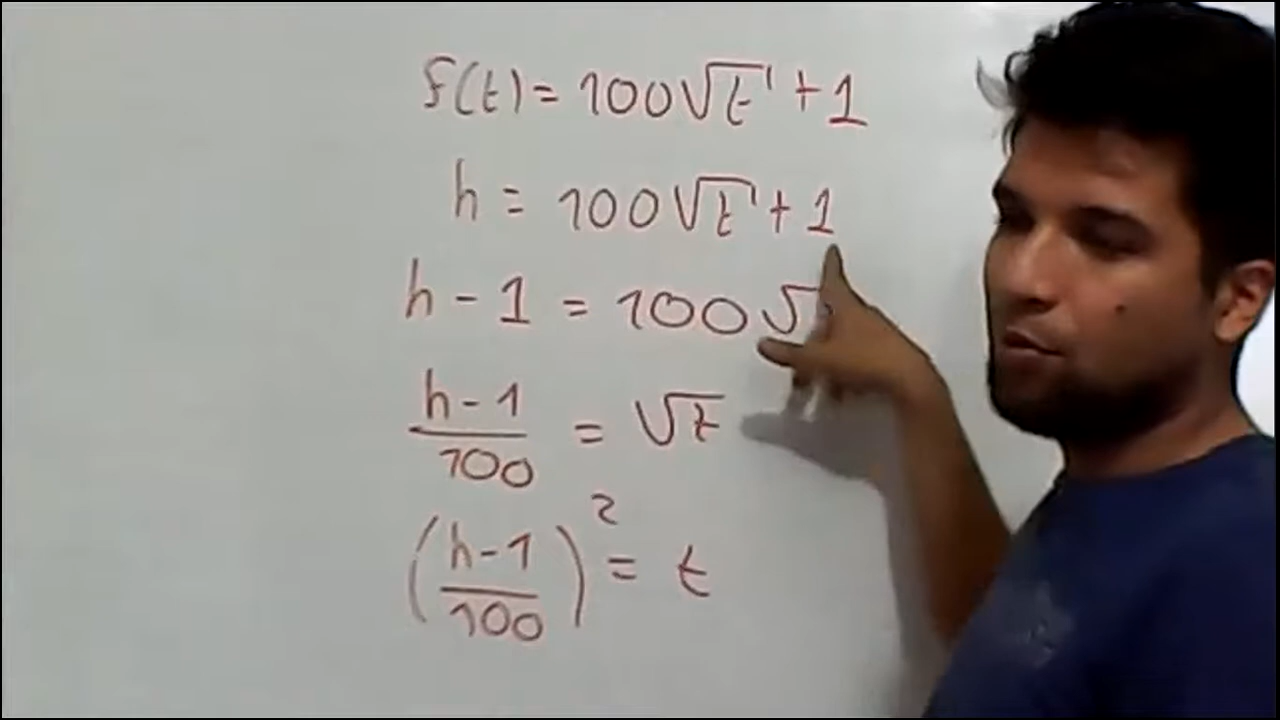 f(t) = 100√t + 1
h = 100√t + 1
h - 1 = 100√
h - 1
100
= √t
(h - 1
100
)² = t